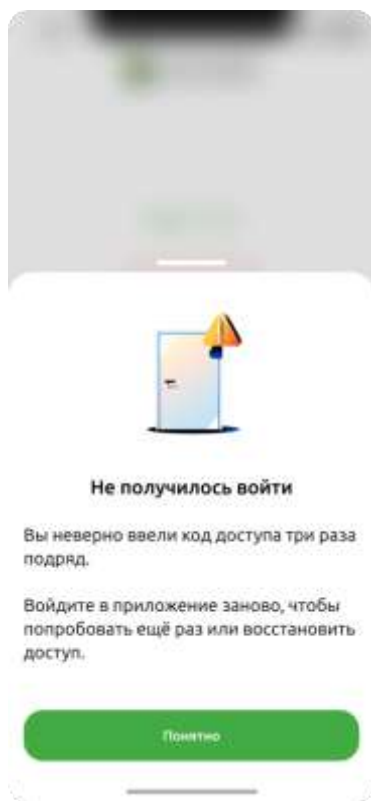 Не получилось войти
Вы неверно ввели код доступа три раза
подряд.
Войдите в приложение заново, чтобы
попробовать ещё раз или восстановить
доступ.
Понятно